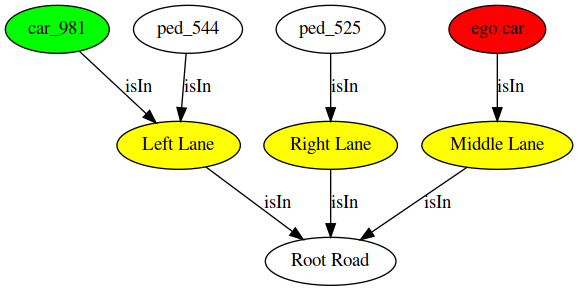 car_981
ped_544
ped_525
ego car
isIn
isIn
isIn
isIn
Left Lane
Right Lane
Middle Lane
isIn
isIn
isIn
Root Road